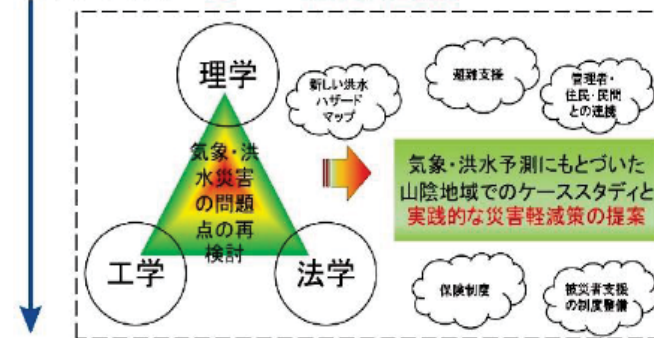 理学
気象・洪
水災害
の問題
点の再
検討
工学
法学
新しい洪水
ハザード
マップ
避難支援
管理者・
住民・民間
との連携
気象・洪水予測にもとづいた
山陰地域でのケーススタディと
実践的な災害軽減策の提案
保険制度
被災者支援
の制度整備